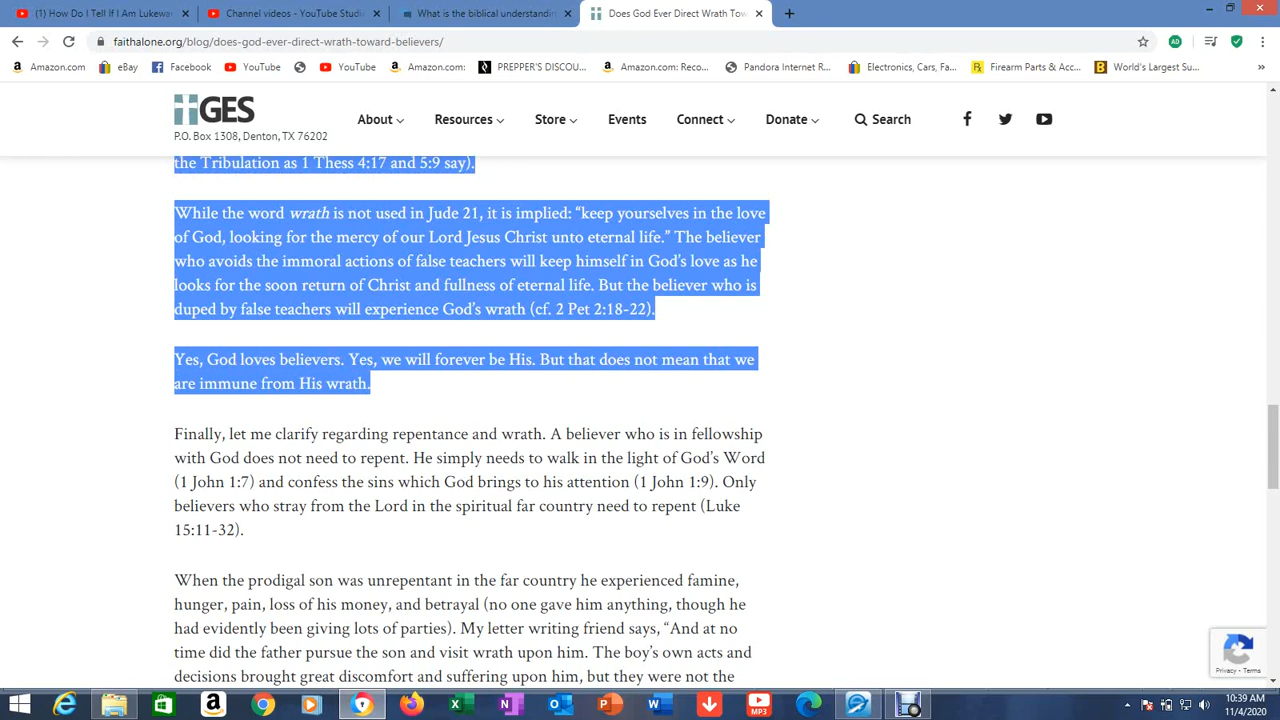 (1) How Do I Tell If I Am Lukewa
Channel videos - YouTube Studi
What is the biblical understandin
Does God Ever Direct Wrath Tow
faithalone.org/blog/does-god-ever-direct-wrath-toward-believers/
Amazon.com
eBay
Facebook
YouTube
YouTube
Amazon.com:
PREPPER'S DISCOU...
Amazon.com: Reco...
Pandora Internet R...
Electronics, Cars, Fa...
Firearm Parts & Acc...
World's Largest Su...
GES
P.O. Box 1308, Denton, TX 76202
About
Resources
Store
Events
Connect
Donate
Search
the Tribulation as 1 Thess 4:17 and 5:9 say).
While the word wrath is not used in Jude 21, it is implied: “keep yourselves in the love
of God, looking for the mercy of our Lord Jesus Christ unto eternal life.” The believer
who avoids the immoral actions of false teachers will keep himself in God’s love as he
looks for the soon return of Christ and fullness of eternal life. But the believer who is
duped by false teachers will experience God’s wrath (cf. 2 Pet 2:18-22).
Yes, God loves believers. Yes, we will forever be His. But that does not mean that we
are immune from His wrath.
Finally, let me clarify regarding repentance and wrath. A believer who is in fellowship
with God does not need to repent. He simply needs to walk in the light of God’s Word
(1 John 1:7) and confess the sins which God brings to his attention (1 John 1:9). Only
believers who stray from the Lord in the spiritual far country need to repent (Luke
15:11-32).
When the prodigal son was unrepentant in the far country he experienced famine,
hunger, pain, loss of his money, and betrayal (no one gave him anything, though he
had evidently been giving lots of parties). My letter writing friend says, “And at no
time did the father pursue the son and visit wrath upon him. The boy’s own acts and
decisions brought great discomfort and suffering upon him, but they were not the
Privacy - Terms
MP3
10:39 AM
11/4/2020